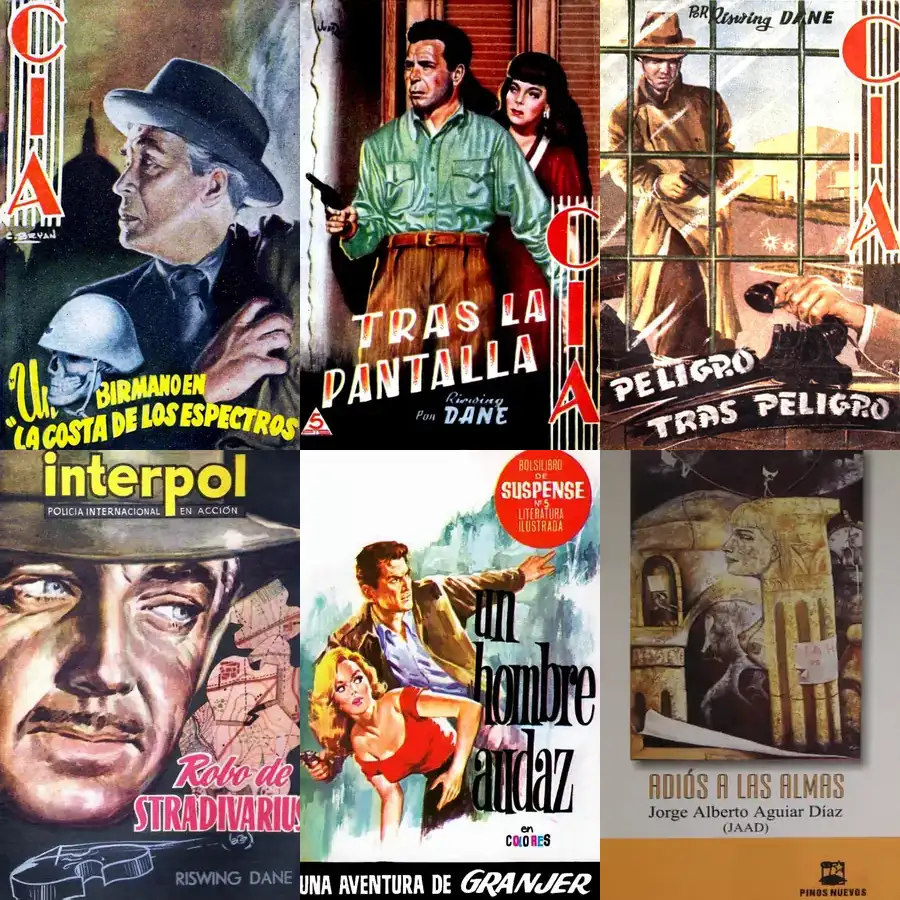 CIA
C. BRYAN
"Un
BIRMANO EN
"LA COSTA DE LOS ESPECTROS
CIA
TRAS LA
PANTALLA
Por Riswing
DANE
5
POR Riswing DANE
CIA
PELIGRO
TRAS PELIGRO
interpol
POLICIA INTERNACIONAL EN ACCIÓN
Robo de
STRADIVARIUS
RISWING DANE
BOLSILIBRO
DE
SUSPENSE
Nº 5
LITERATURA
ILUSTRADA
un
hombre
audaz
en
COLORES
UNA AVENTURA DE GRANJER
ADIÓS A LAS ALMAS
Jorge Alberto Aguiar Díaz
(JAAD)
PINOS NUEVOS